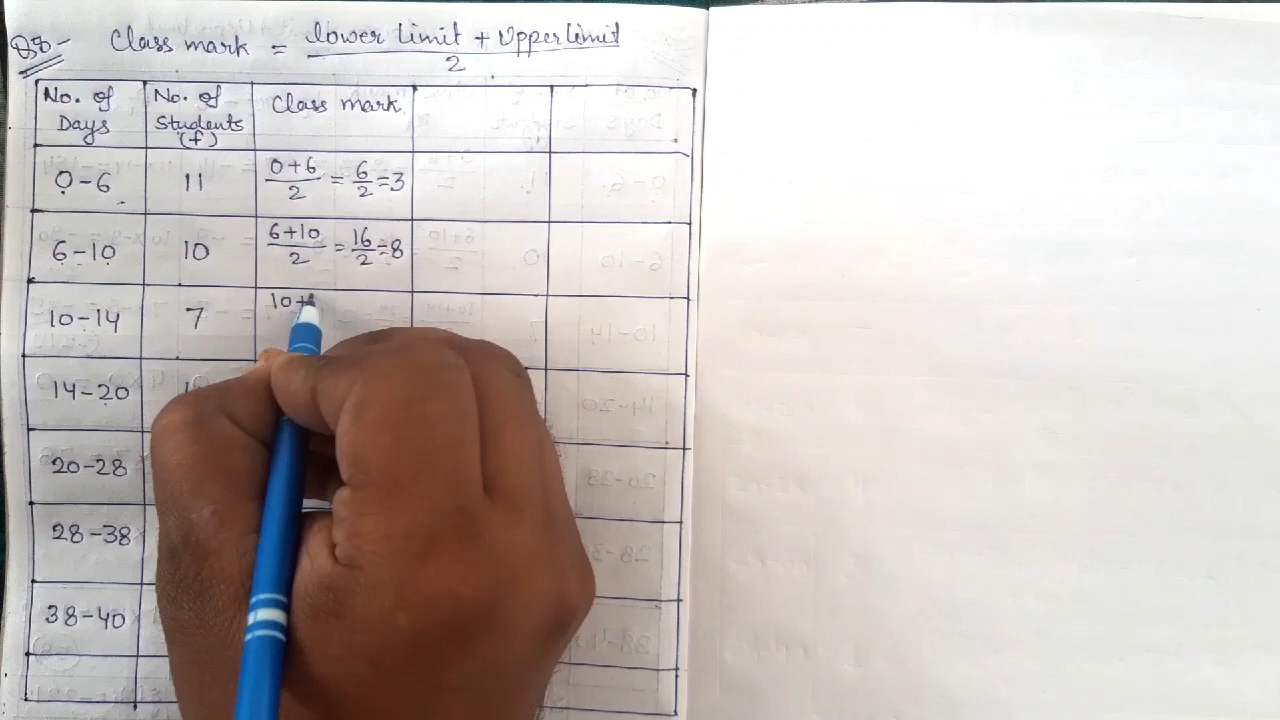 Q8- Class mark = lower limit + Upper limit / 2
No. of Days No. of Students (f) Class mark
0-6 11 0+6/2 = 6/2 = 3
6-10 10 6+10/2 = 16/2 = 8
10-14 7 10+
14-20
20-28
28-38
38-40